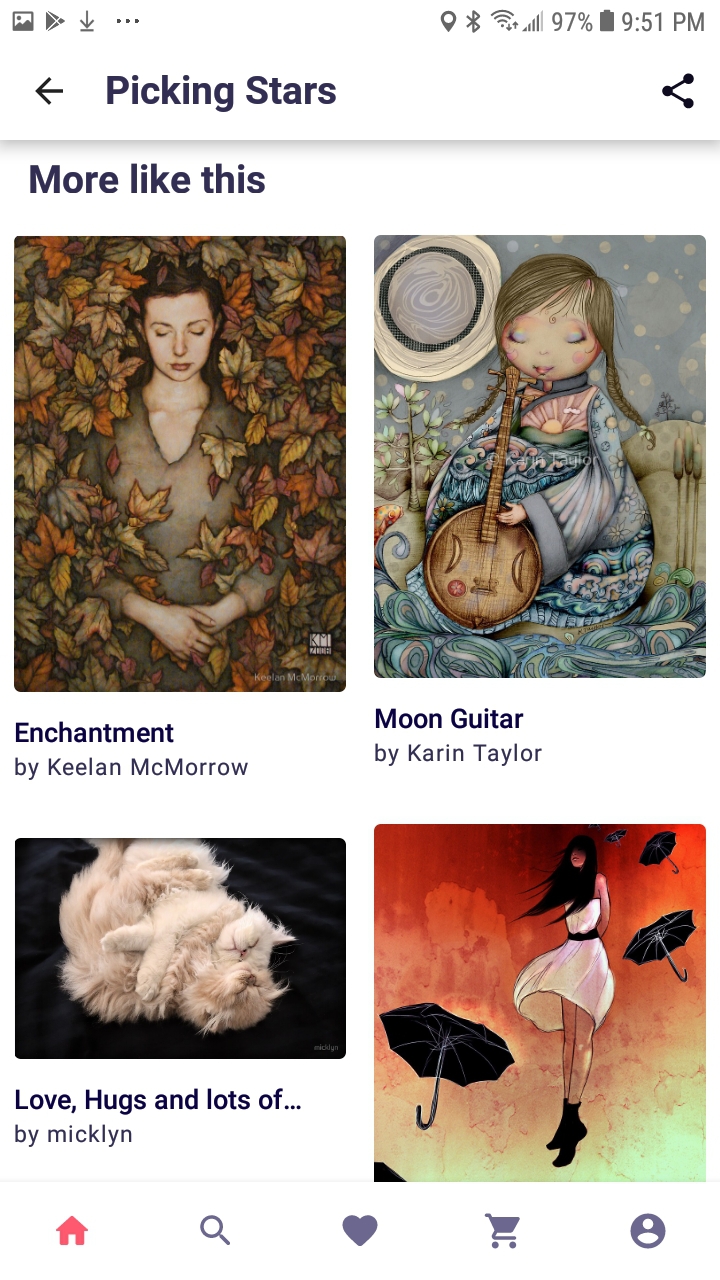 97% 9:51 PM
Picking Stars
More like this
KM
Keelan McMorrow
© Karin Taylor
Enchantment
by Keelan McMorrow
Moon Guitar
by Karin Taylor
micklyn
Love, Hugs and lots of…
by micklyn